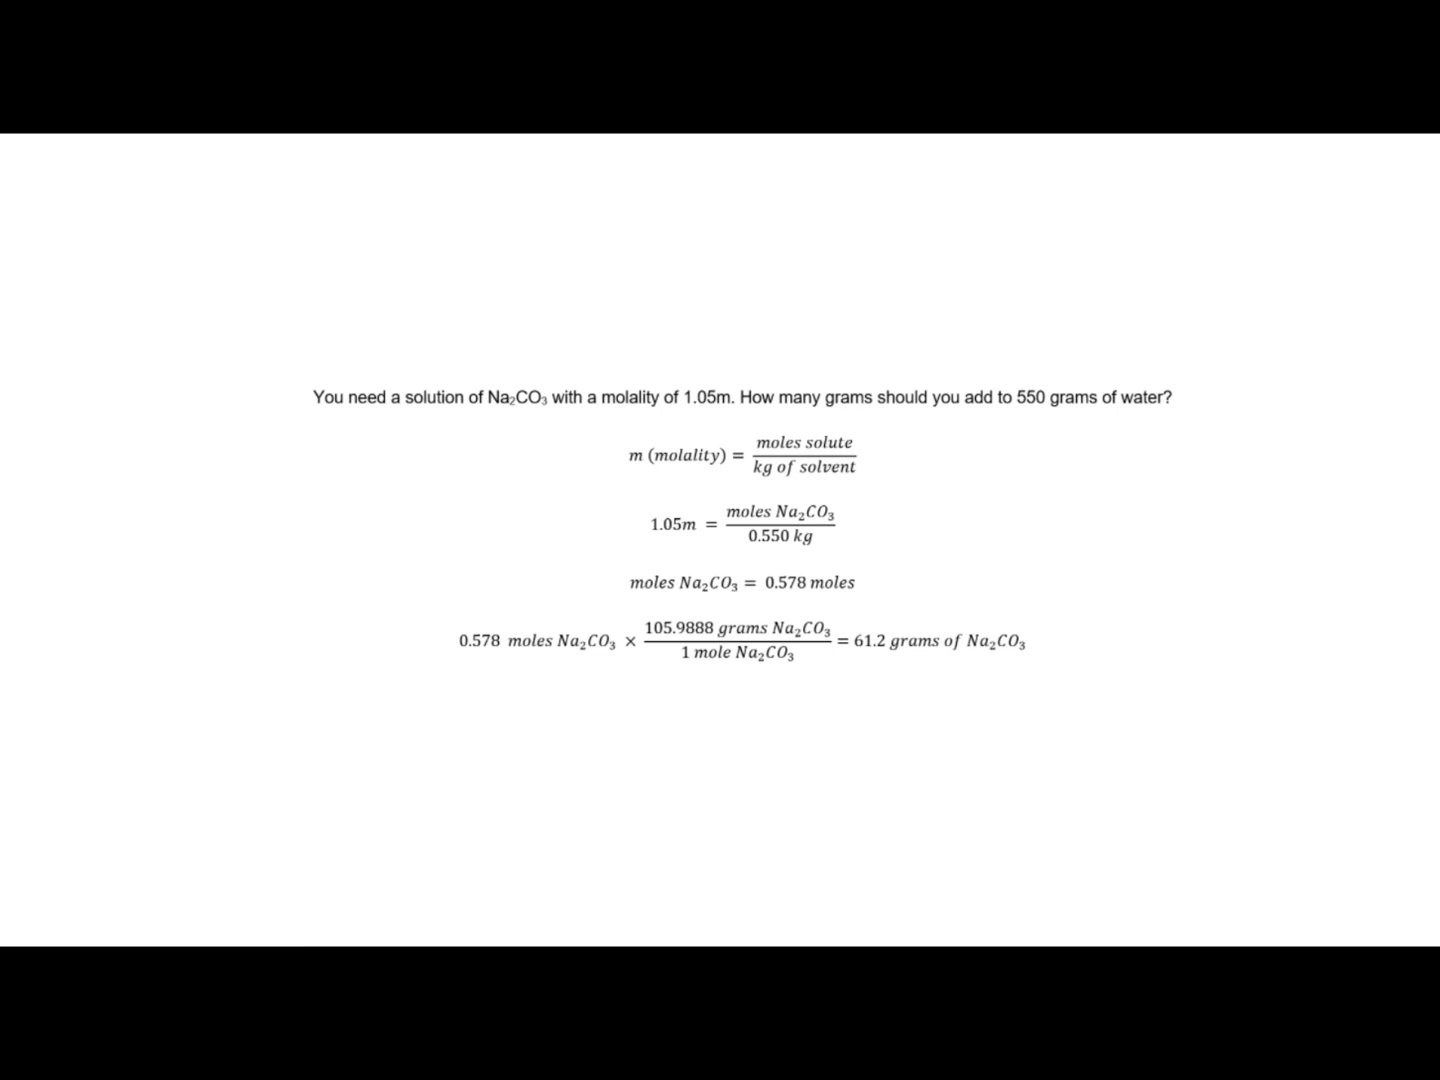 You need a solution of Na₂CO₃ with a molality of 1.05m. How many grams should you add to 550 grams of water?
m (molality) = moles solute / kg of solvent
1.05m = moles Na₂CO₃ / 0.550 kg
moles Na₂CO₃ = 0.578 moles
0.578 moles Na₂CO₃ × 105.9888 grams Na₂CO₃ / 1 mole Na₂CO₃ = 61.2 grams of Na₂CO₃